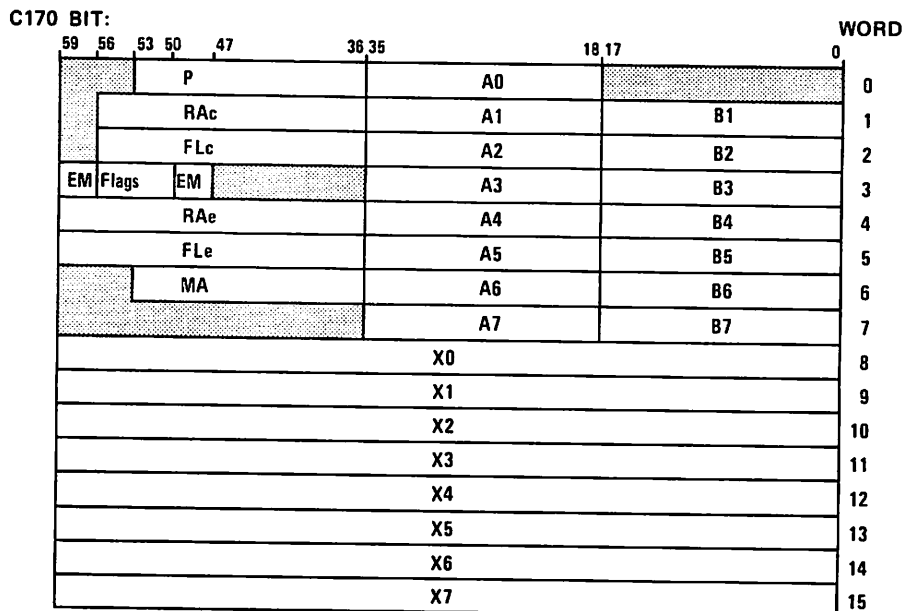 C170 BIT:
WORD
59 56 53 50 47 36 35 18 17 0
P A0 0
RAc A1 B1 1
FLc A2 B2 2
EM Flags EM A3 B3 3
RAe A4 B4 4
FLe A5 B5 5
MA A6 B6 6
A7 B7 7
X0 8
X1 9
X2 10
X3 11
X4 12
X5 13
X6 14
X7 15